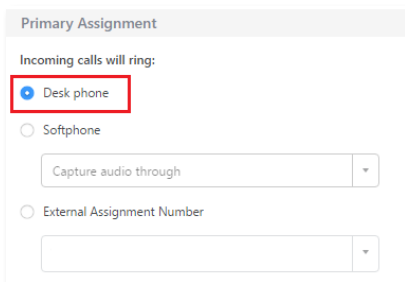 Primary Assignment
Incoming calls will ring:
Desk phone
Softphone
Capture audio through
External Assignment Number